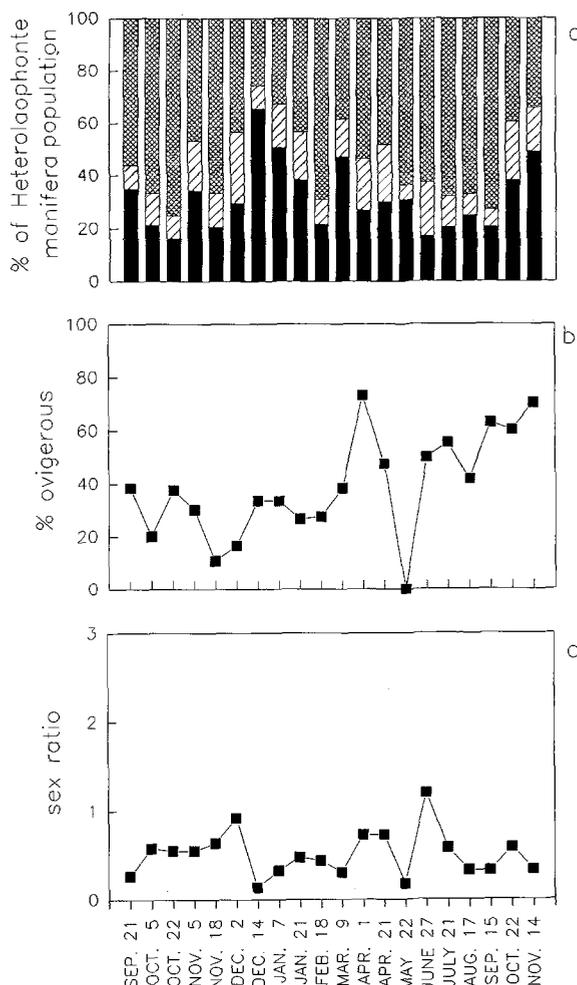 % of Heterolaophonte
manifera population
100
80
60
40
20
0
b
% ovigerous
100
80
60
40
20
0
sex ratio
3
2
1
0
SEP. 21
OCT. 5
OCT. 22
NOV. 5
NOV. 18
DEC. 2
DEC. 14
JAN. 7
JAN. 21
FEB. 18
MAR. 9
APR. 1
APR. 21
MAY 22
JUNE 27
JULY 21
AUG. 17
SEP. 15
OCT. 22
NOV. 14